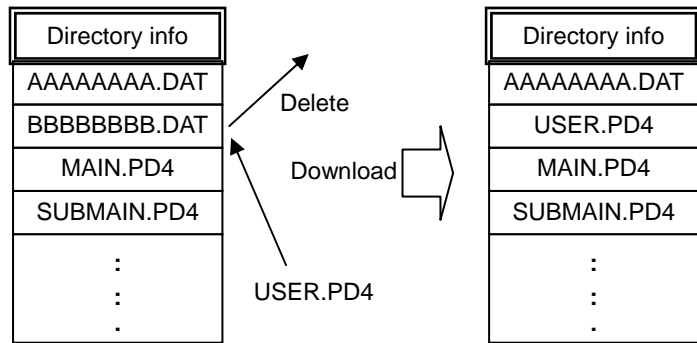 Directory info
AAAAAAAA.DAT
BBBBBBBB.DAT
MAIN.PD4
SUBMAIN.PD4
:
:
.
Delete
Download
USER.PD4
Directory info
AAAAAAAA.DAT
USER.PD4
MAIN.PD4
SUBMAIN.PD4
:
:
.